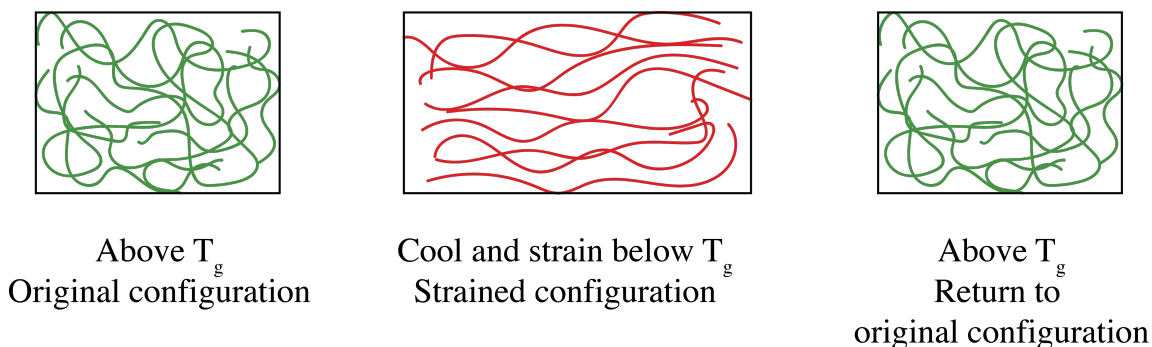 Above Tg
Original configuration
Cool and strain below Tg
Strained configuration
Above Tg
Return to
original configuration